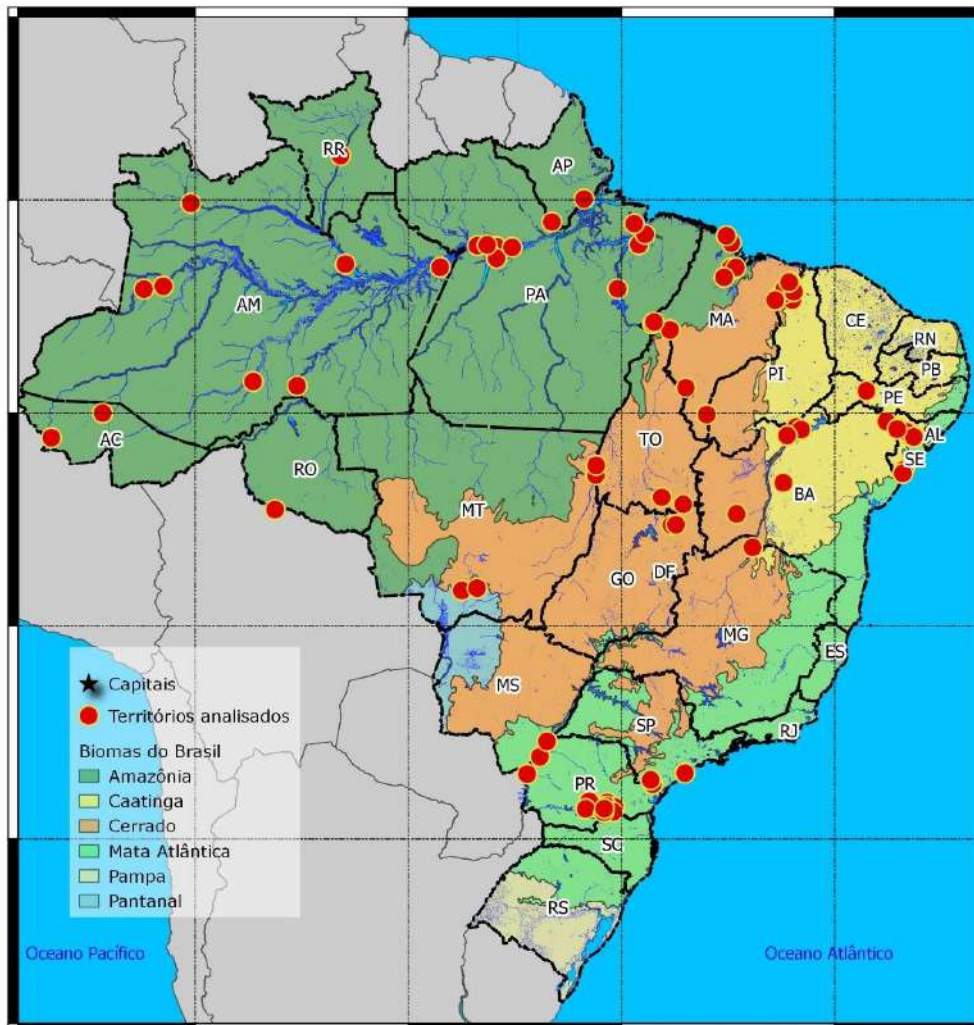 RR
AP
AM
PA
MA
CE
RN
PB
PI
PE
AC
TO
AL
SE
RO
BA
MT
GO
DF
MG
ES
MS
SP
RJ
PR
SC
RS
Capitais
Territórios analisados
Biomas do Brasil
Amazônia
Caatinga
Cerrado
Mata Atlântica
Pampa
Pantanal
Oceano Pacífico
Oceano Atlântico